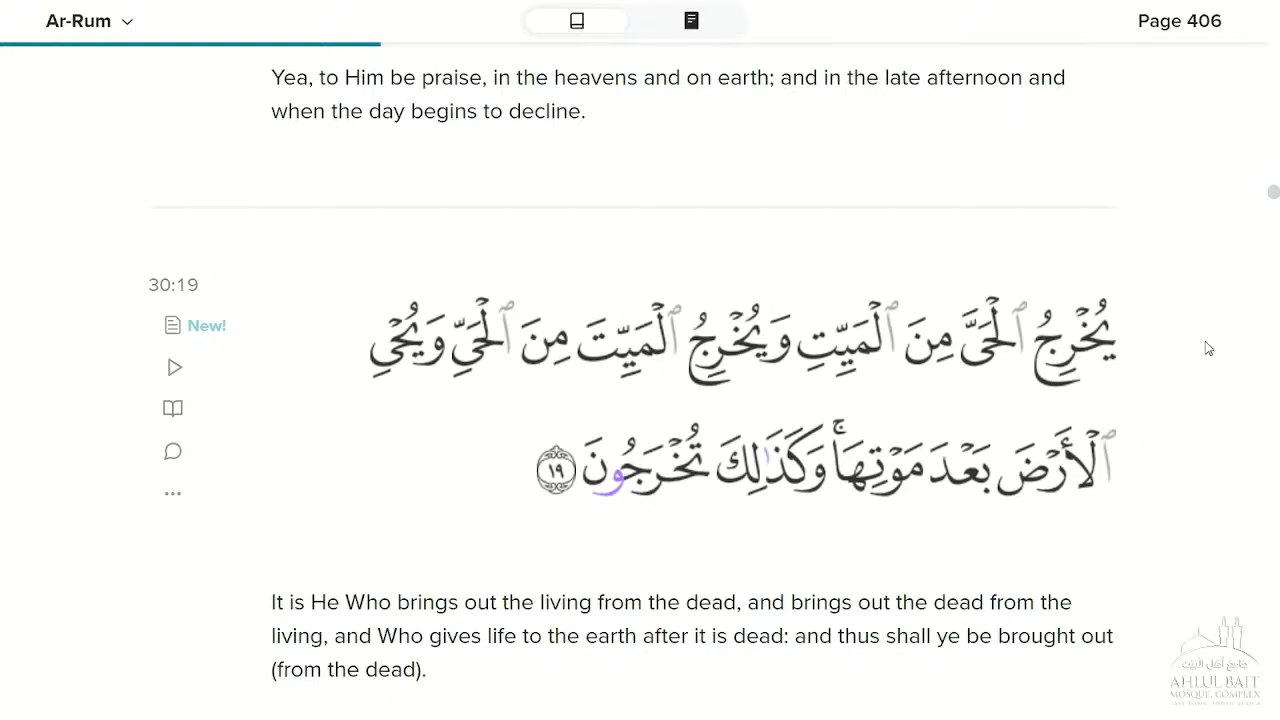 Ar-Rum
Page 406
Yea, to Him be praise, in the heavens and on earth; and in the late afternoon and
when the day begins to decline.
30:19
New!
يُخْرِجُ ٱلْحَىَّ مِنَ ٱلْمَيِّتِ وَيُخْرِجُ ٱلْمَيِّتَ مِنَ ٱلْحَىِّ وَيُحْىِ
ٱلْأَرْضَ بَعْدَ مَوْتِهَا ۚ وَكَذَٰلِكَ تُخْرَجُونَ ١٩
It is He Who brings out the living from the dead, and brings out the dead from the
living, and Who gives life to the earth after it is dead: and thus shall ye be brought out
(from the dead).
جامع أهل البيت
AHLUL BAIT
MOSQUE COMPLEX